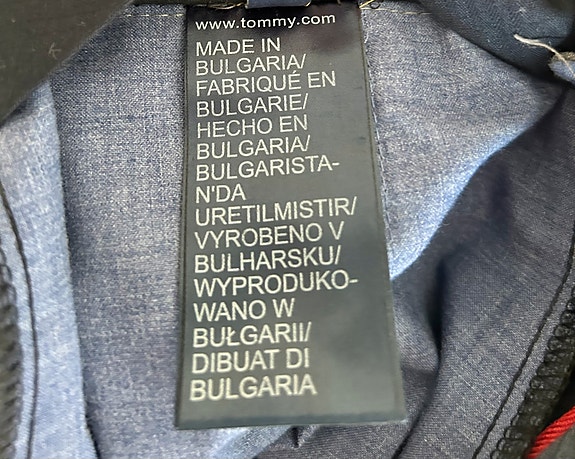 www.tommy.com
MADE IN
BULGARIA/
FABRIQUÉ EN
BULGARIE/
HECHO EN
BULGARIA/
BULGARISTA-
N'DA
URETILMISTIR/
VYROBENO V
BULHARSKU/
WYPRODUKO-
WANO W
BUŁGARII/
DIBUAT DI
BULGARIA